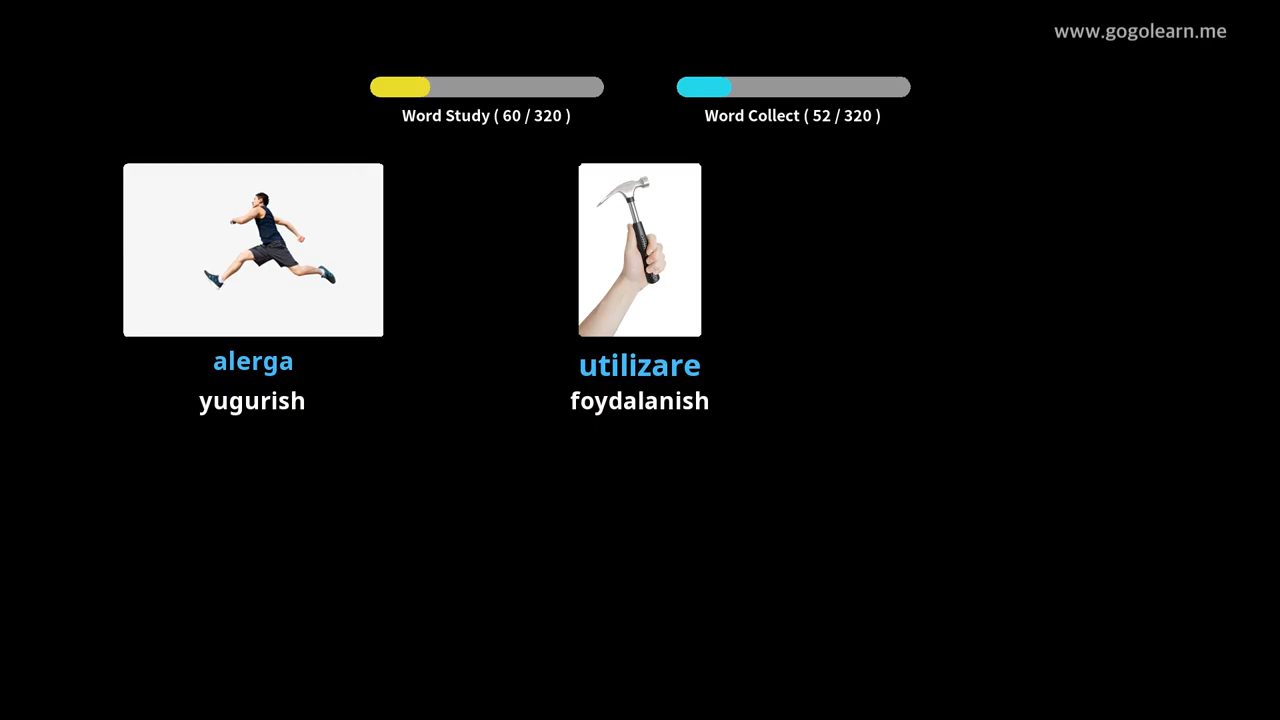 www.gogolearn.me
Word Study ( 60 / 320 )
Word Collect ( 52 / 320 )
alerga
yugurish
utilizare
foydalanish